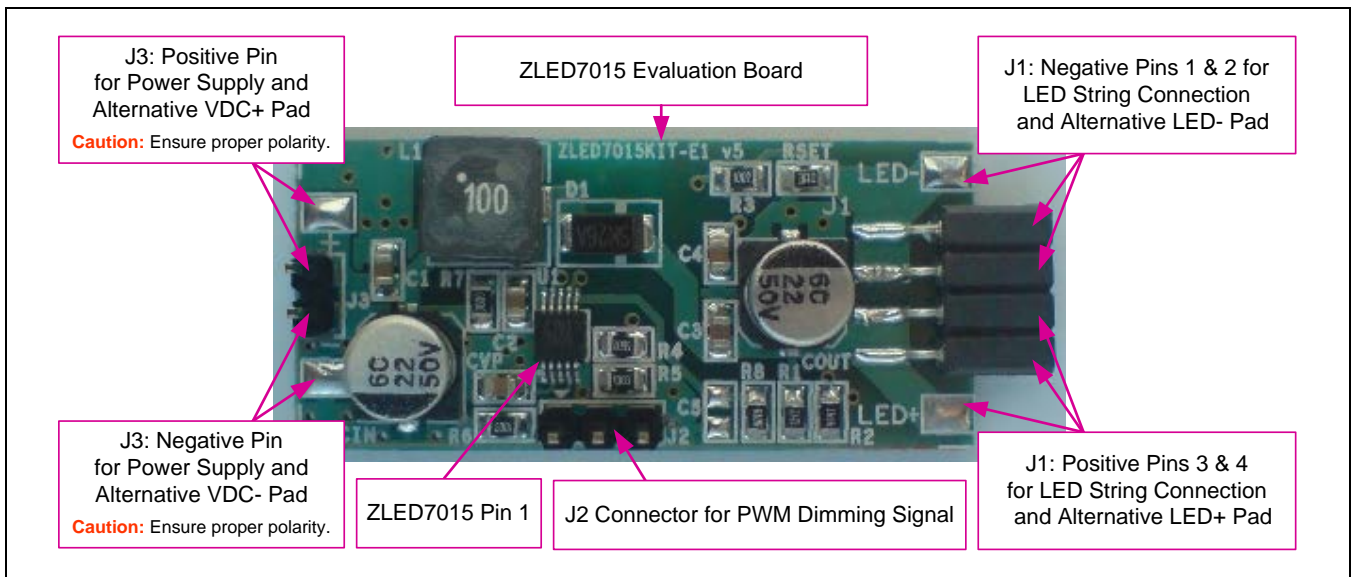 J3: Positive Pin
for Power Supply and
Alternative VDC+ Pad
Caution: Ensure proper polarity.
ZLED7015 Evaluation Board
J1: Negative Pins 1 & 2 for
LED String Connection
and Alternative LED- Pad
L1
100
ZLED7015KIT-E1 v5
RSET
LED-
D1
SK26A
R3
J1
C4
+
C1
R7
U1
J3
C2
6C
22
50V
C3
R4
R5
COUT
6C
22
50V
CVP
R8
R1
C5
LED+
CIN
R6
J2
R2
J3: Negative Pin
for Power Supply and
Alternative VDC- Pad
Caution: Ensure proper polarity.
ZLED7015 Pin 1
J2 Connector for PWM Dimming Signal
J1: Positive Pins 3 & 4
for LED String Connection
and Alternative LED+ Pad